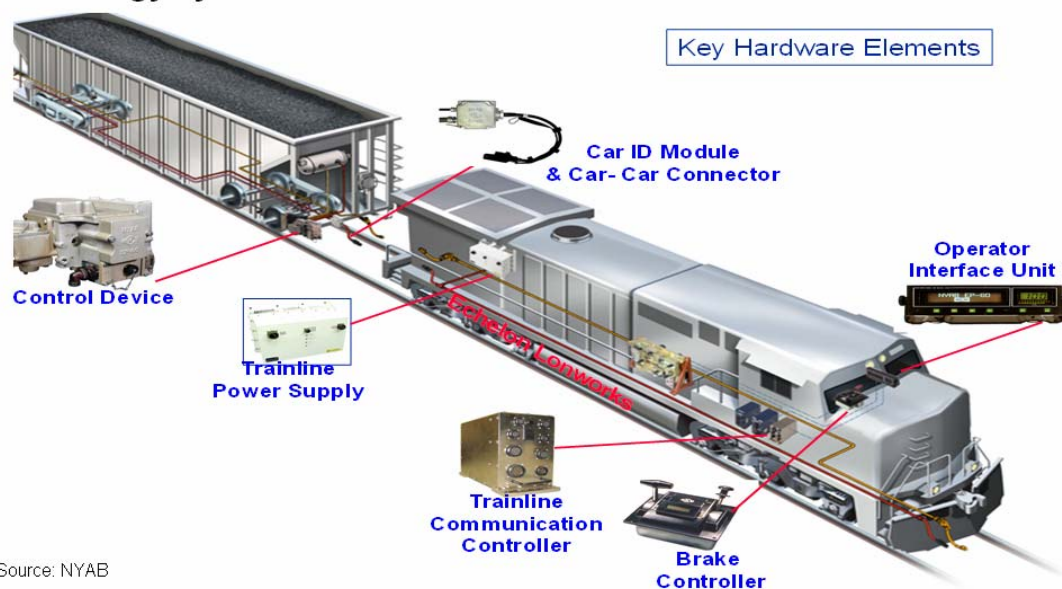 Key Hardware Elements
Car ID Module
& Car- Car Connector
Operator
Interface Unit
Control Device
Trainline
Power Supply
Echelon Lonworks
Trainline
Communication
Controller
Brake
Controller
Source: NYAB